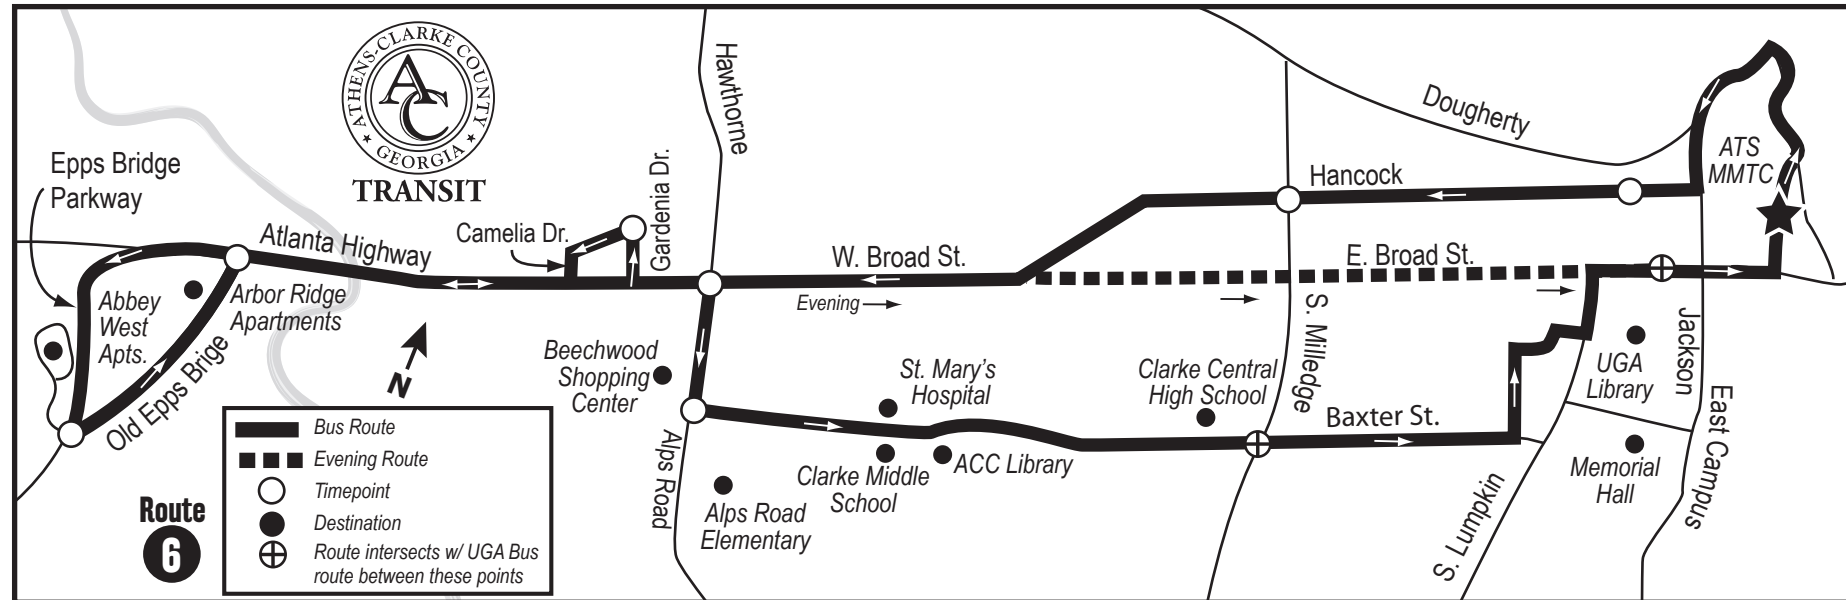 ATHENS-CLARKE COUNTY
AC
GEORGIA
TRANSIT
Hawthorne
Dougherty
Epps Bridge
Parkway
Atlanta Highway
Camelia Dr.
Gardenia Dr.
W. Broad St.
Evening
Hancock
E. Broad St.
ATS
MMTC
Abbey
West
Apts.
Arbor Ridge
Apartments
Old Epps Brige
N
Beechwood
Shopping
Center
St. Mary's
Hospital
Clarke Central
High School
S. Milledge
Baxter St.
UGA
Library
Jackson
East Campus
Memorial
Hall
S. Lumpkin
Alps Road
Alps Road
Elementary
Clarke Middle
School
ACC Library
Route
6
Bus Route
Evening Route
Timepoint
Destination
Route intersects w/ UGA Bus
route between these points